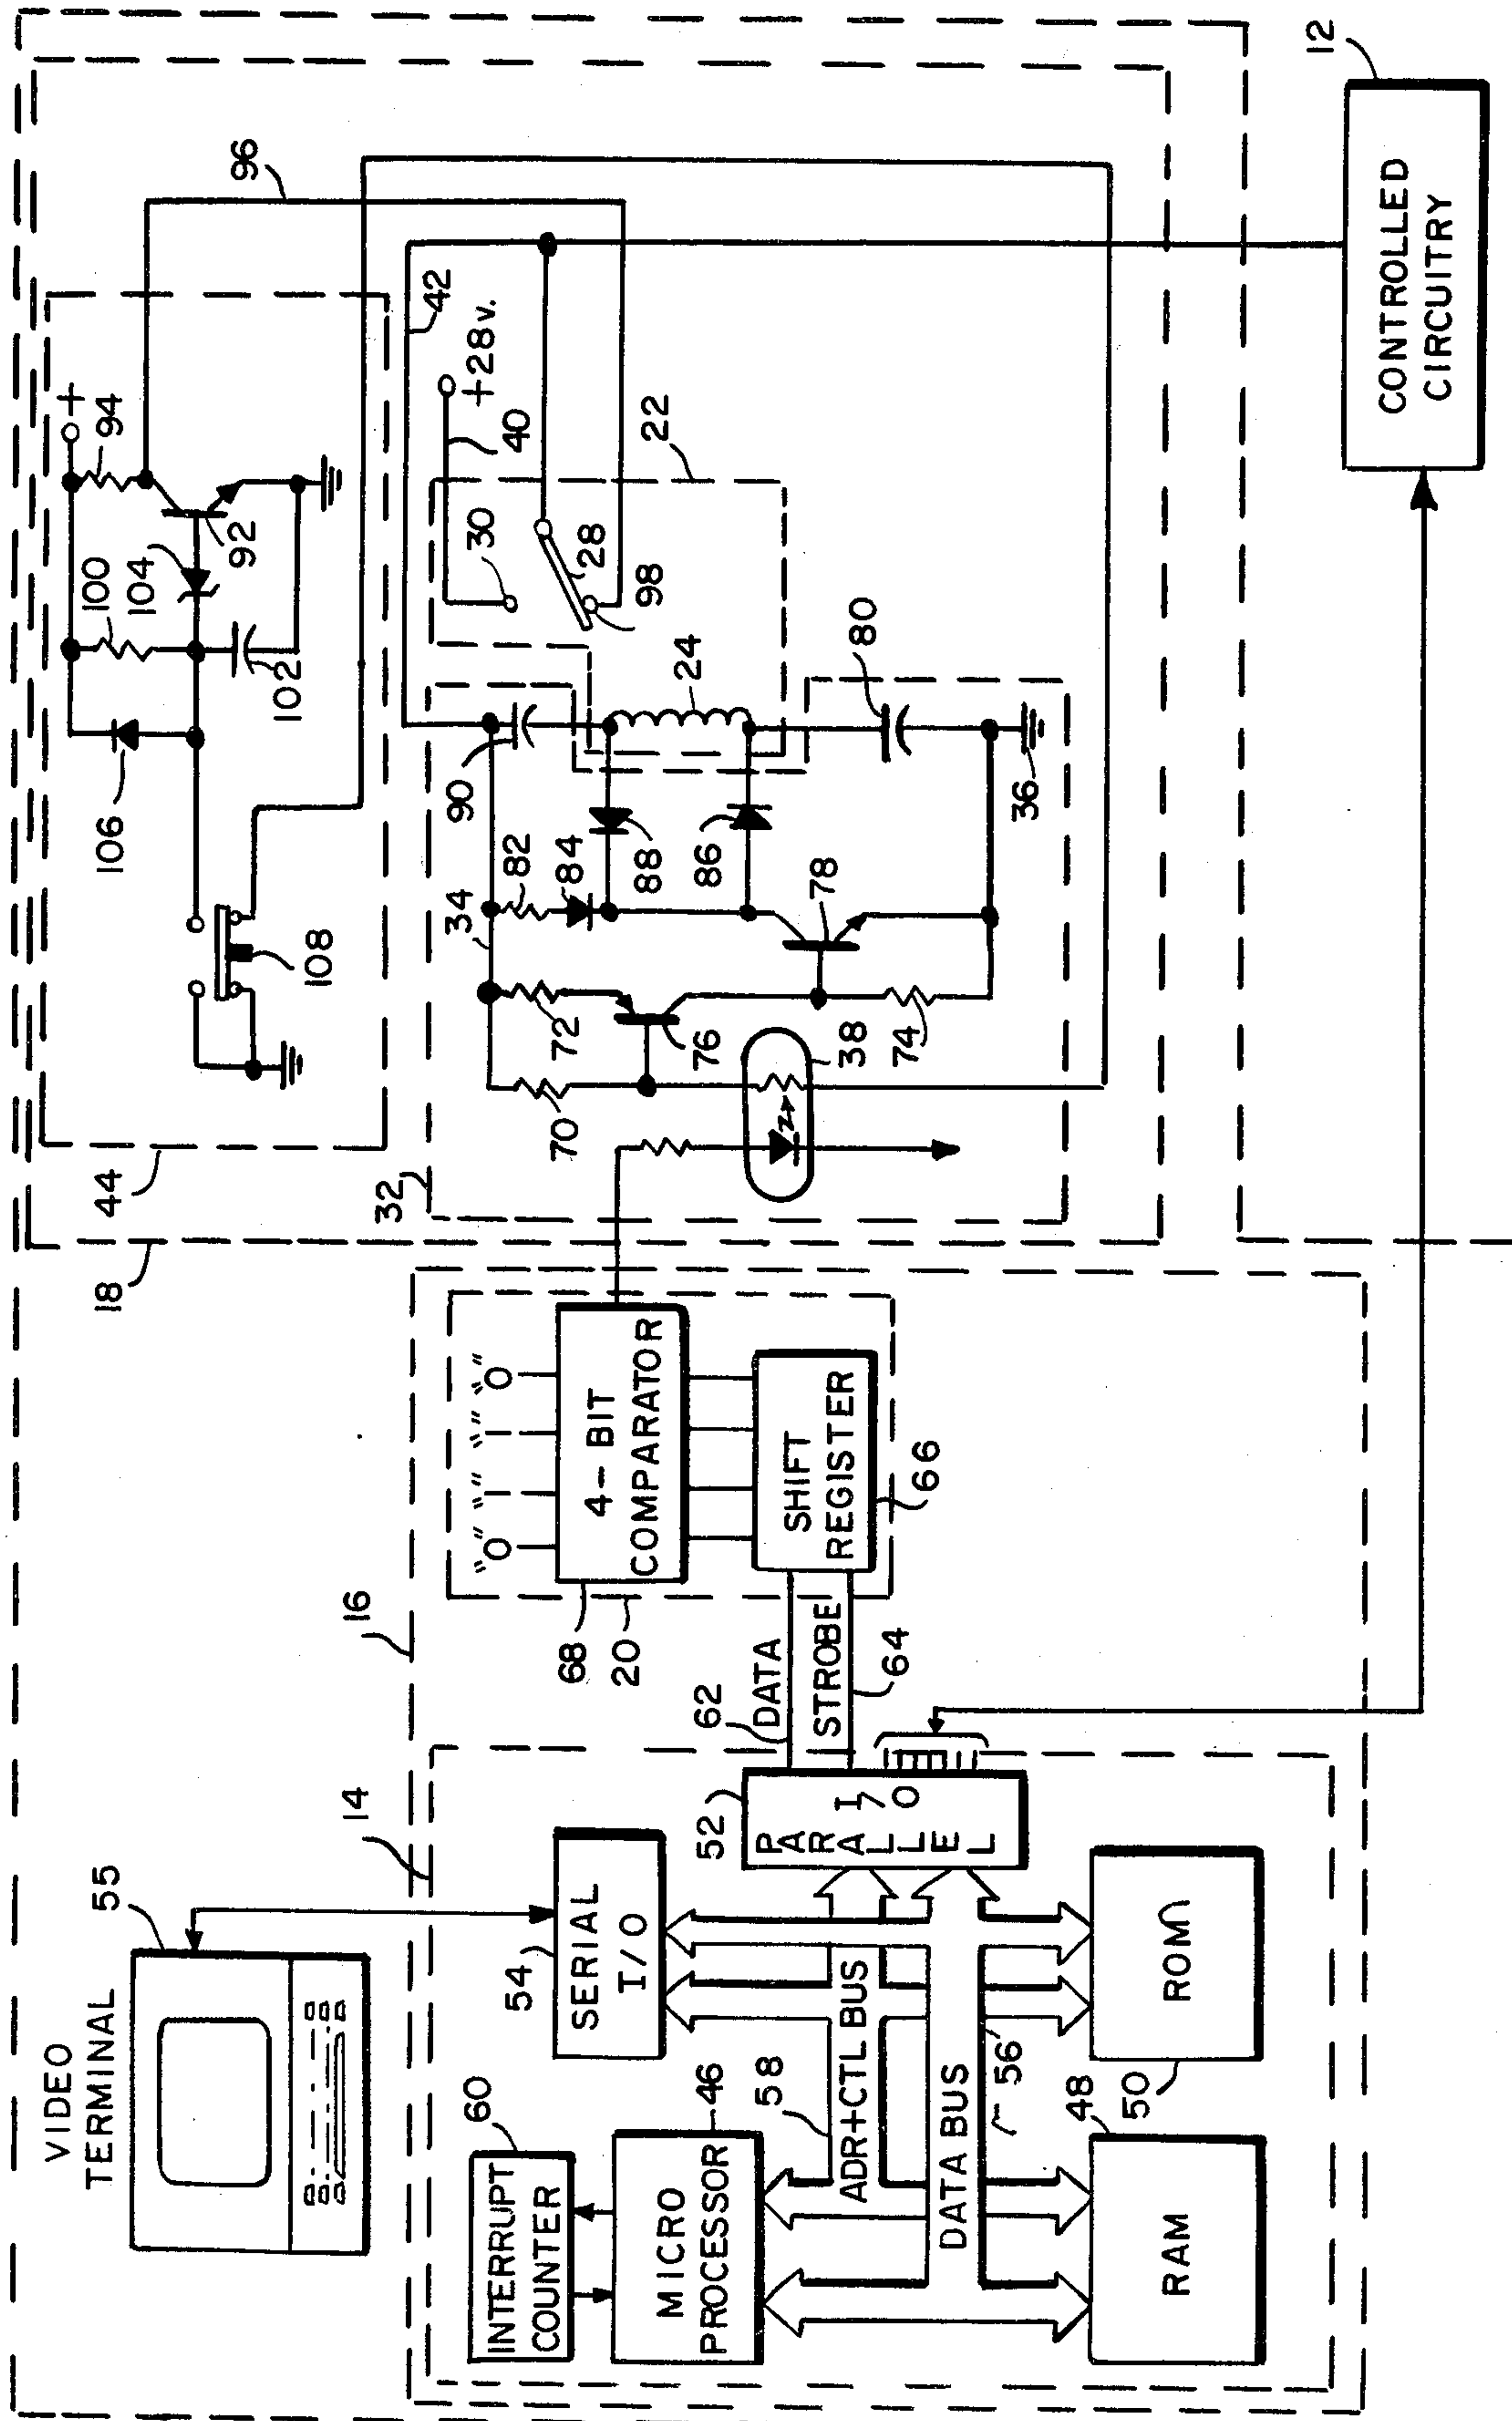 VIDEO
TERMINAL
55
14
16
18
44
INTERRUPT
COUNTER
60
MICRO
PROCESSOR
46
SERIAL
I/O
54
58
ADR+CTL BUS
DATA BUS
56
RAM
48
ROM
50
PARALLEL
I/O
52
62
DATA
STROBE
64
"0" "1" "1" "0"
4-BIT
COMPARATOR
68
20
SHIFT
REGISTER
66
32
108
106
100
104
102
92
94
+
96
34
70
72
76
38
74
82
84
88
86
78
90
24
80
36
42
40
+28v.
30
28
98
22
CONTROLLED
CIRCUITRY
12